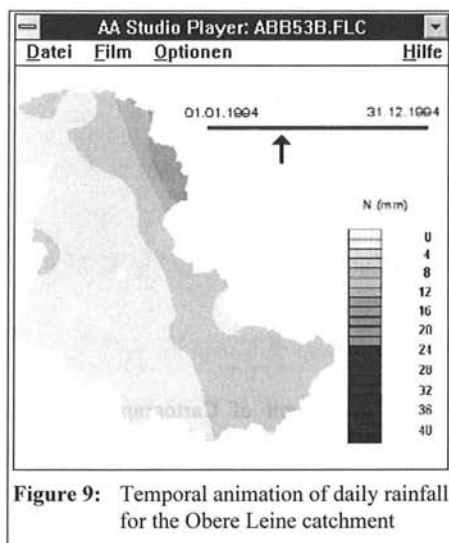 AA Studio Player: ABB53B.FLC
Datei Film Optionen Hilfe
01.01.1994 31.12.1994
N (mm)
0
4
8
12
16
20
24
28
32
36
40
Figure 9: Temporal animation of daily rainfall
for the Obere Leine catchment